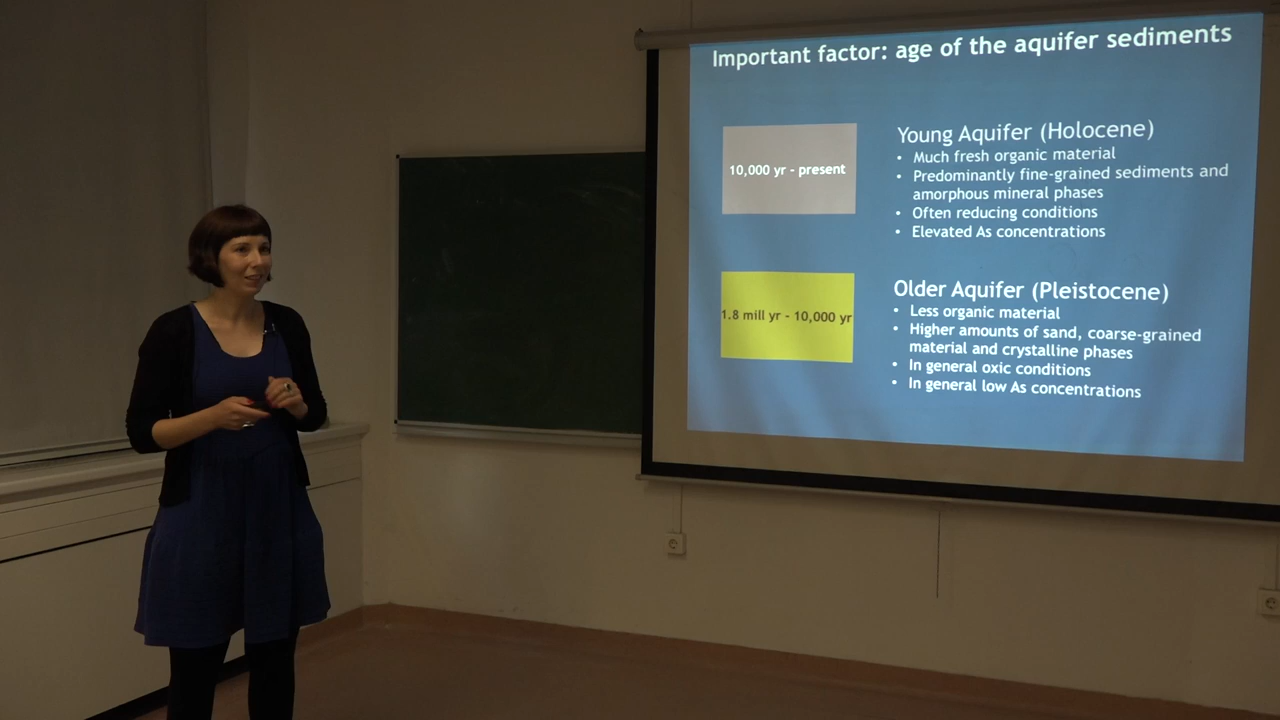 Important factor: age of the aquifer sediments
10,000 yr - present
Young Aquifer (Holocene)
• Much fresh organic material
• Predominantly fine-grained sediments and
amorphous mineral phases
• Often reducing conditions
• Elevated As concentrations
1.8 mill yr - 10,000 yr
Older Aquifer (Pleistocene)
• Less organic material
• Higher amounts of sand, coarse-grained
material and crystalline phases
• In general oxic conditions
• In general low As concentrations